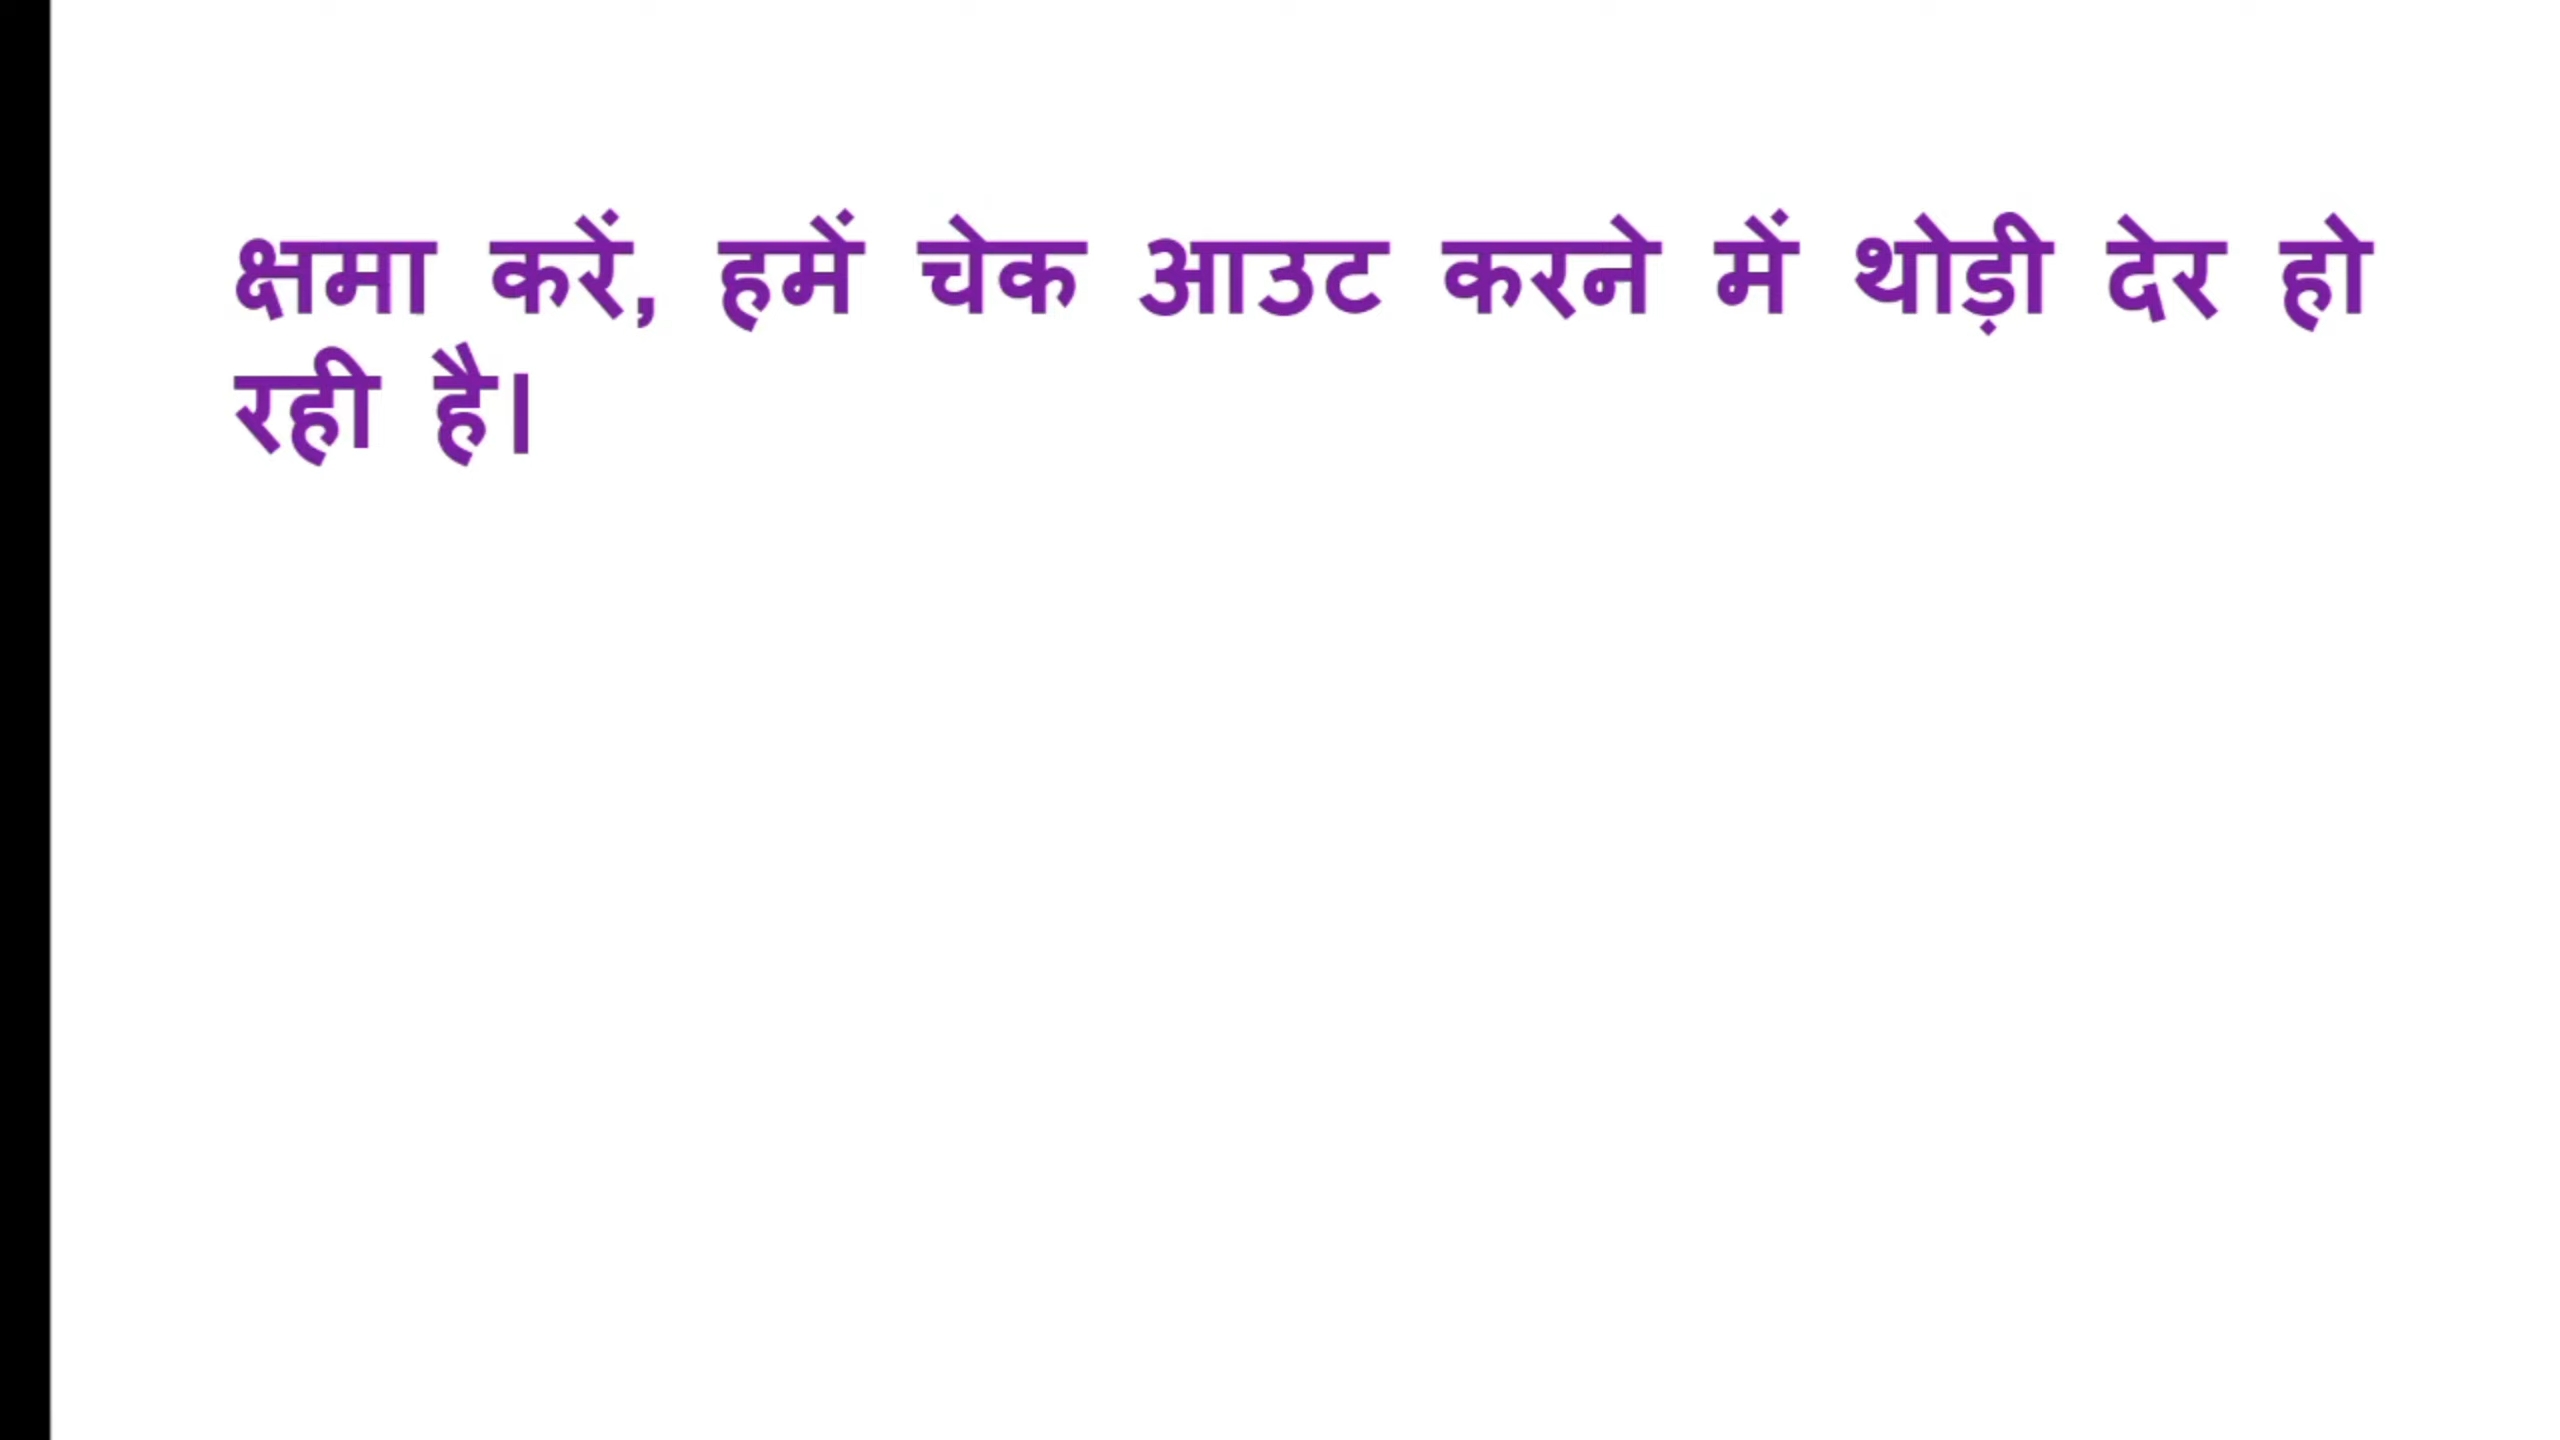 क्षमा करें, हमें चेक आउट करने में थोड़ी देर हो
रही है।